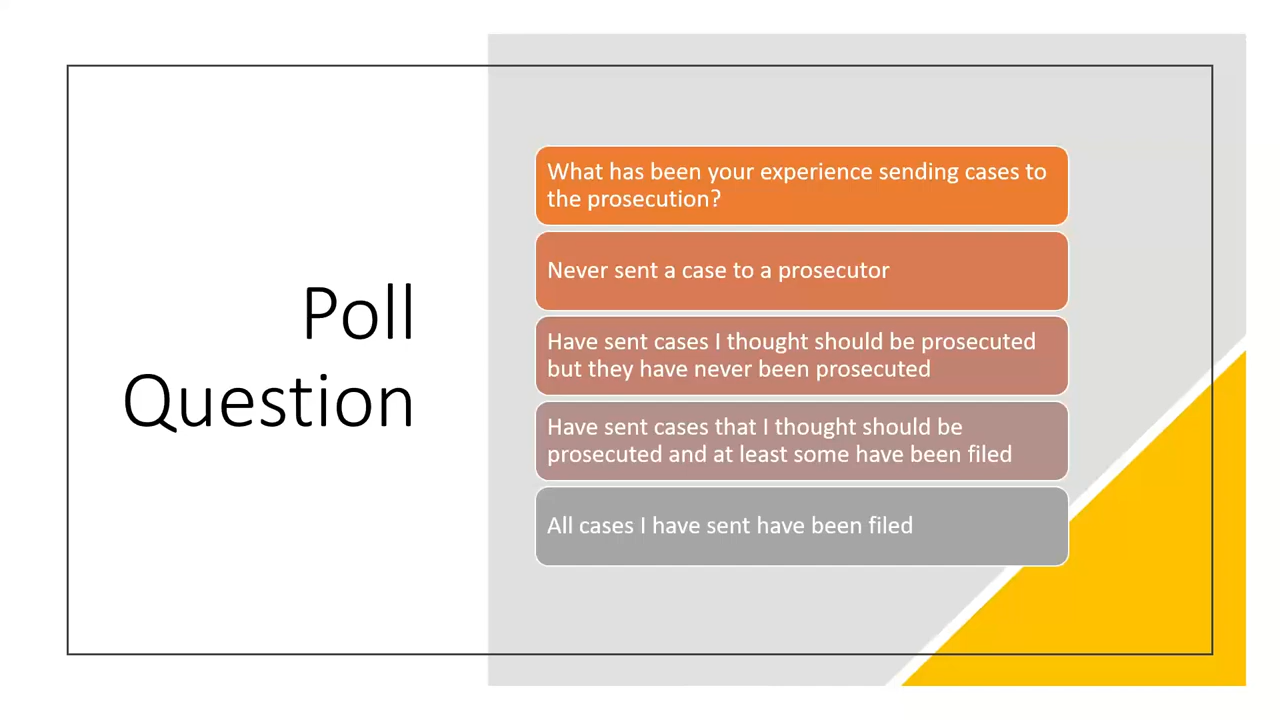 Poll
Question
What has been your experience sending cases to
the prosecution?
Never sent a case to a prosecutor
Have sent cases I thought should be prosecuted
but they have never been prosecuted
Have sent cases that I thought should be
prosecuted and at least some have been filed
All cases I have sent have been filed